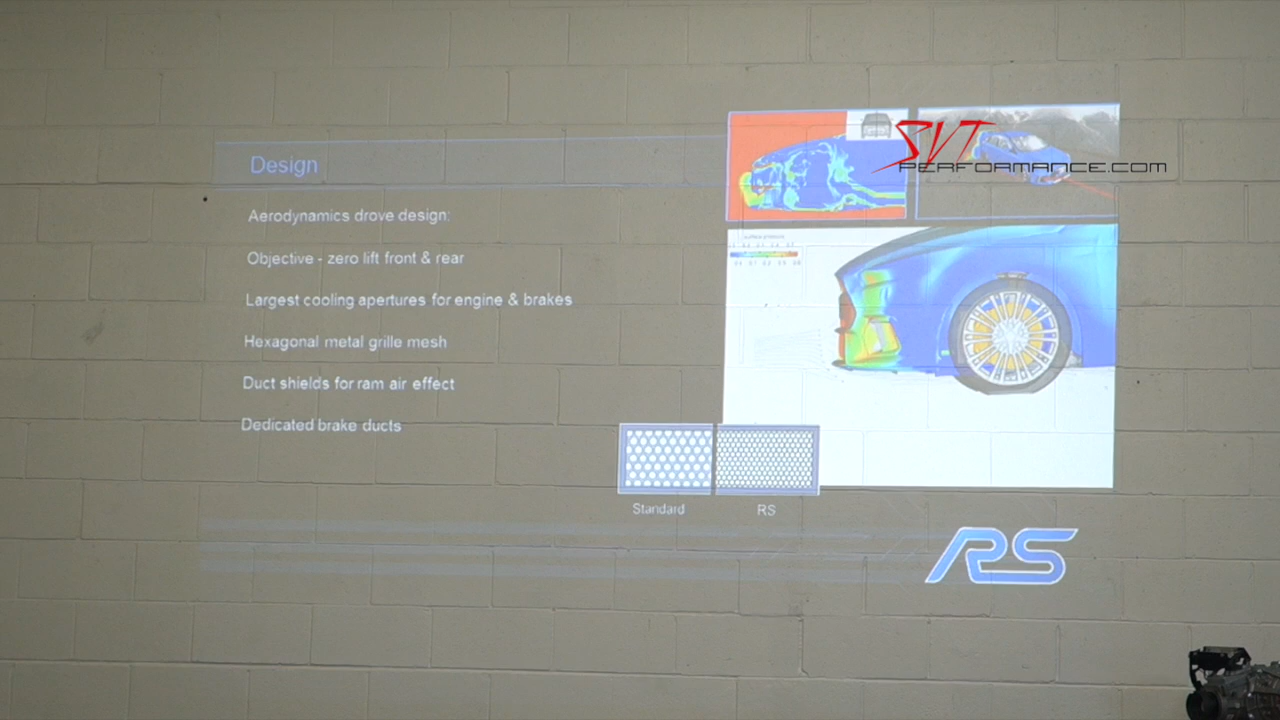 Design
SVT
PERFORMANCE.COM
Aerodynamics drove design:
Objective - zero lift front & rear
Largest cooling apertures for engine & brakes
Hexagonal metal grille mesh
Duct shields for ram air effect
Dedicated brake ducts
Standard
RS
RS